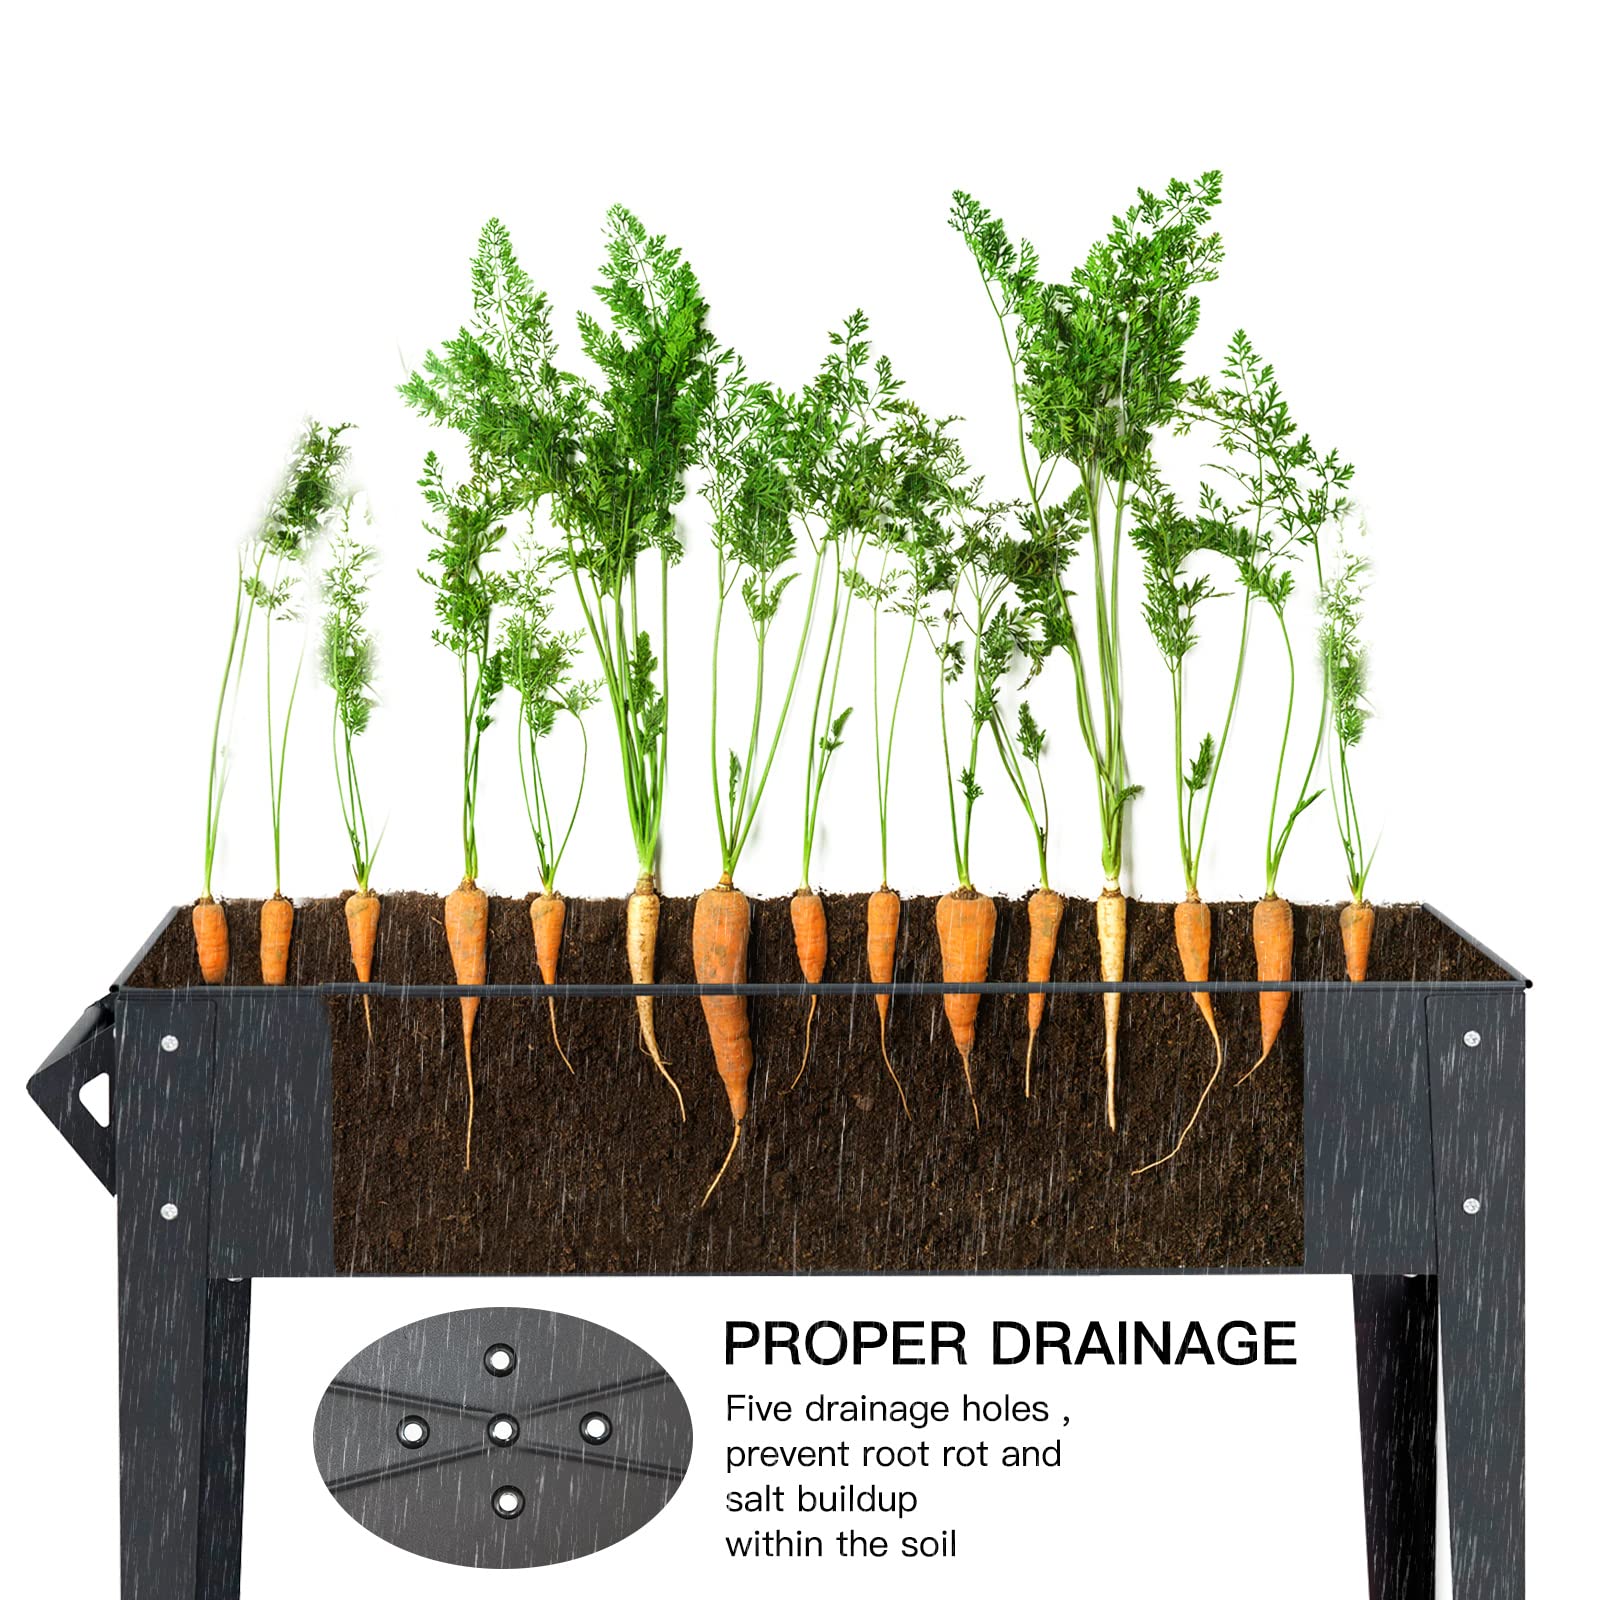 PROPER DRAINAGE
Five drainage holes ,
prevent root rot and
salt buildup
within the soil